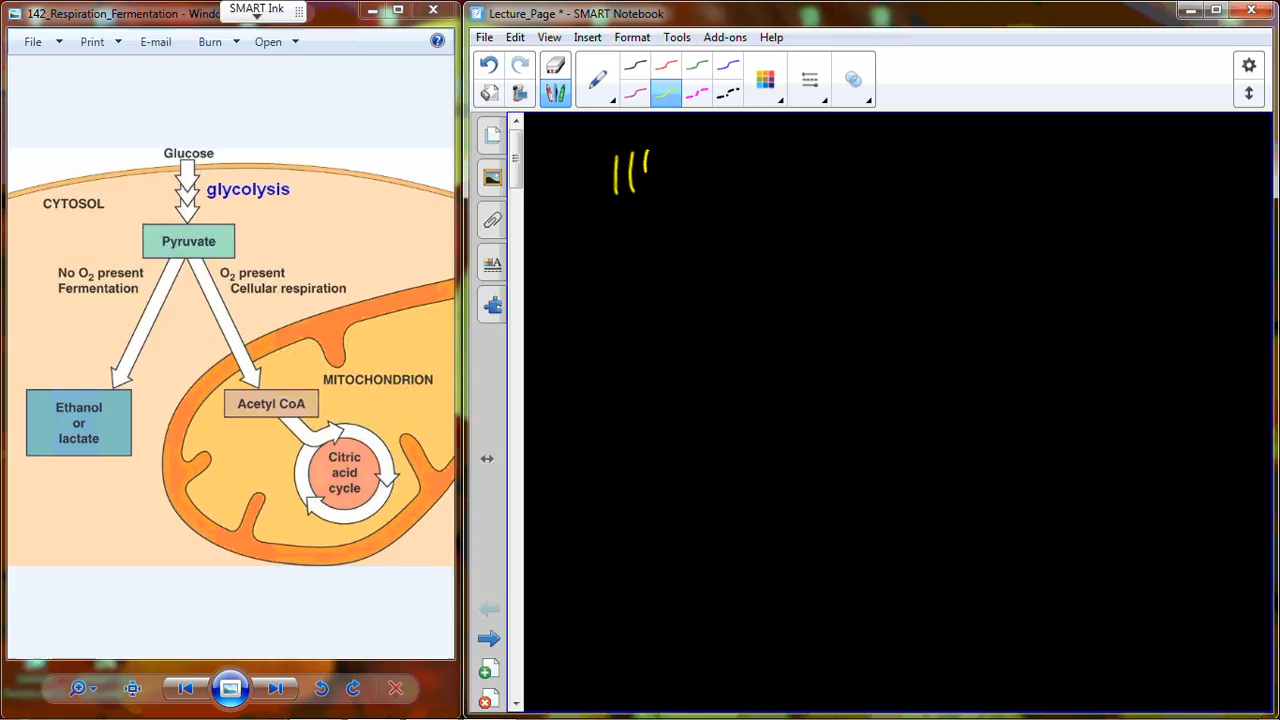 142_Respiration_Fermentation - Windo
SMART Ink
File Print E-mail Burn Open
Glucose
glycolysis
CYTOSOL
Pyruvate
No O2 present
Fermentation
O2 present
Cellular respiration
MITOCHONDRION
Ethanol
or
lactate
Acetyl CoA
Citric
acid
cycle
Lecture_Page * - SMART Notebook
File Edit View Insert Format Tools Add-ons Help